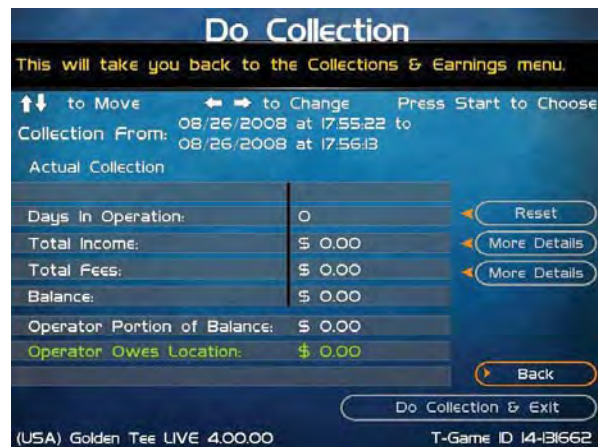 Do Collection
This will take you back to the Collections & Earnings menu.
to Move to Change Press Start to Choose
Collection From: 08/26/2008 at 17:55:22 to
08/26/2008 at 17:56:13
Actual Collection
Days In Operation: 0 Reset
Total Income: $ 0.00 More Details
Total Fees: $ 0.00 More Details
Balance: $ 0.00
Operator Portion of Balance: $ 0.00
Operator Owes Location: $ 0.00
Back
Do Collection & Exit
(USA) Golden Tee LIVE 4.00.00 T-Game ID 14-131662